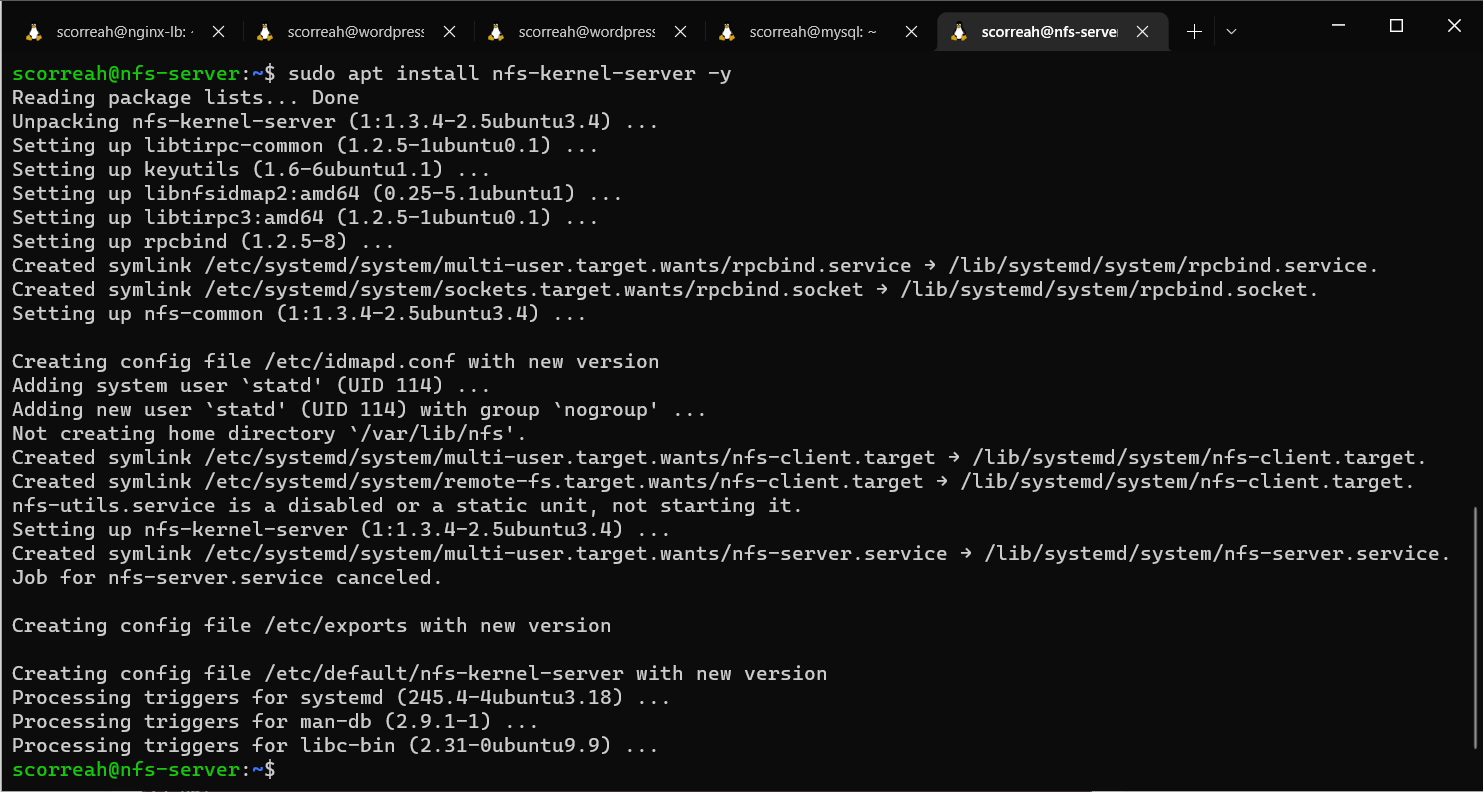 scorreah@nginx-lb: ~
scorreah@wordpress
scorreah@wordpress
scorreah@mysql: ~
scorreah@nfs-server
scorreah@nfs-server:~$ sudo apt install nfs-kernel-server -y
Reading package lists... Done
Unpacking nfs-kernel-server (1:1.3.4-2.5ubuntu3.4) ...
Setting up libtirpc-common (1.2.5-1ubuntu0.1) ...
Setting up keyutils (1.6-6ubuntu1.1) ...
Setting up libnfsidmap2:amd64 (0.25-5.1ubuntu1) ...
Setting up libtirpc3:amd64 (1.2.5-1ubuntu0.1) ...
Setting up rpcbind (1.2.5-8) ...
Created symlink /etc/systemd/system/multi-user.target.wants/rpcbind.service → /lib/systemd/system/rpcbind.service.
Created symlink /etc/systemd/system/sockets.target.wants/rpcbind.socket → /lib/systemd/system/rpcbind.socket.
Setting up nfs-common (1:1.3.4-2.5ubuntu3.4) ...
Creating config file /etc/idmapd.conf with new version
Adding system user `statd' (UID 114) ...
Adding new user `statd' (UID 114) with group `nogroup' ...
Not creating home directory `/var/lib/nfs'.
Created symlink /etc/systemd/system/multi-user.target.wants/nfs-client.target → /lib/systemd/system/nfs-client.target.
Created symlink /etc/systemd/system/remote-fs.target.wants/nfs-client.target → /lib/systemd/system/nfs-client.target.
nfs-utils.service is a disabled or a static unit, not starting it.
Setting up nfs-kernel-server (1:1.3.4-2.5ubuntu3.4) ...
Created symlink /etc/systemd/system/multi-user.target.wants/nfs-server.service → /lib/systemd/system/nfs-server.service.
Job for nfs-server.service canceled.
Creating config file /etc/exports with new version
Creating config file /etc/default/nfs-kernel-server with new version
Processing triggers for systemd (245.4-4ubuntu3.18) ...
Processing triggers for man-db (2.9.1-1) ...
Processing triggers for libc-bin (2.31-0ubuntu9.9) ...
scorreah@nfs-server:~$